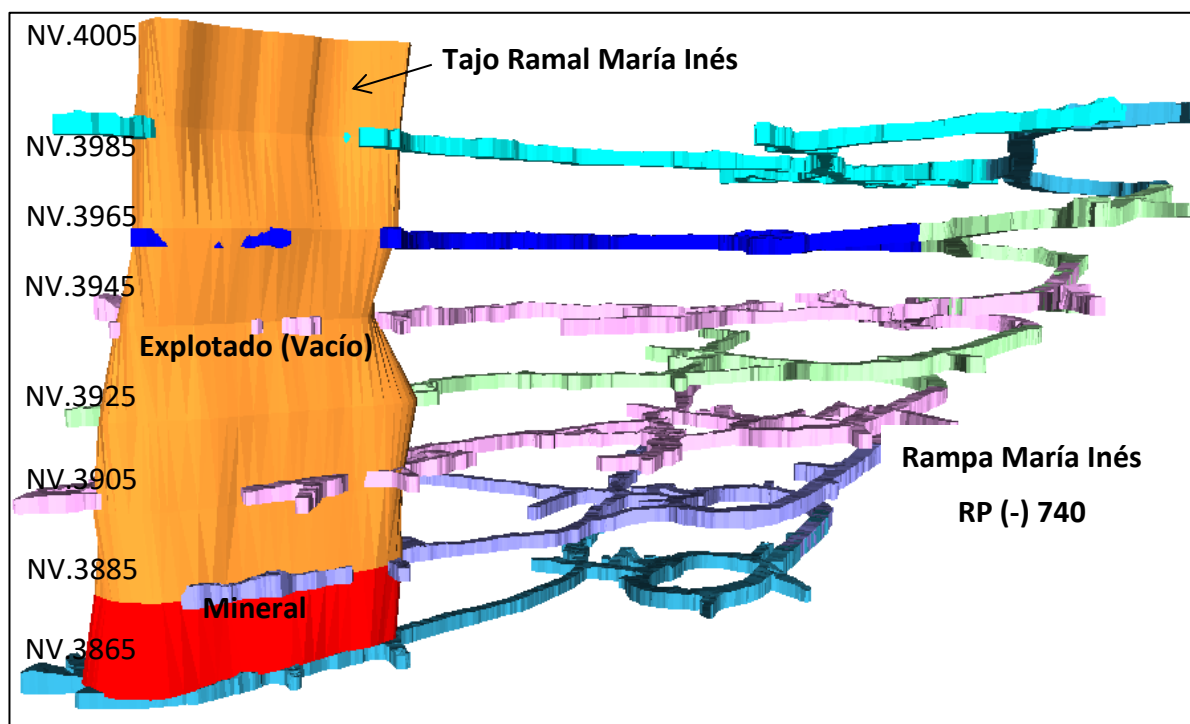 NV.4005
Tajo Ramal María Inés
NV.3985
NV.3965
NV.3945
Explotado (Vacío)
NV.3925
NV.3905
Rampa María Inés
RP (-) 740
NV.3885
Mineral
NV.3865